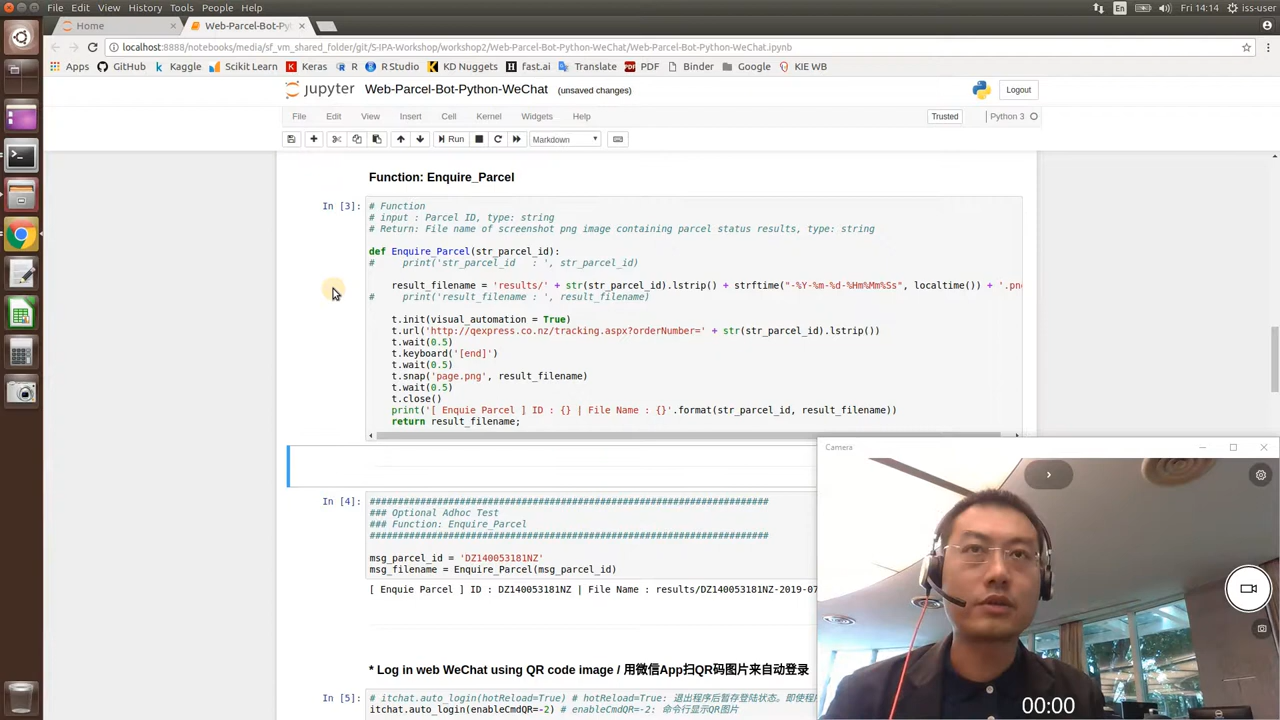 File Edit View History Bookmarks Tools People Help
En
Fri 14:14
iss-user
Home
Web-Parcel-Bot-Py
localhost:8888/notebooks/media/sf_vm_shared_folder/git/S-IPA-Workshop/workshop2/Web-Parcel-Bot-Python-WeChat/Web-Parcel-Bot-Python-WeChat.ipynb
Apps GitHub Kaggle Scikit Learn Keras R R Studio KD Nuggets fast.ai Translate PDF Binder Google KIE WB
jupyter Web-Parcel-Bot-Python-WeChat (unsaved changes)
Logout
File Edit View Insert Cell Kernel Widgets Help
Trusted
Python 3
Run
Markdown
Function: Enquire_Parcel
In [3]:
# Function
# input : Parcel ID, type: string
# Return: File name of screenshot png image containing parcel status results, type: string
def Enquire_Parcel(str_parcel_id):
# print('str_parcel_id : ', str_parcel_id)
result_filename = 'results/' + str(str_parcel_id).lstrip() + strftime("-%Y-%m-%d-%Hm%Mm%Ss", localtime()) + '.pn
# print('result_filename : ', result_filename)
t.init(visual_automation = True)
t.url('http://qexpress.co.nz/tracking.aspx?orderNumber=' + str(str_parcel_id).lstrip())
t.wait(0.5)
t.keyboard('[end]')
t.wait(0.5)
t.snap('page.png', result_filename)
t.wait(0.5)
t.close()
print('[ Enquie Parcel ] ID : {} | File Name : {}'.format(str_parcel_id, result_filename))
return result_filename;
Camera
In [4]:
#######################################################################
### Optional Adhoc Test
### Function: Enquire_Parcel
#######################################################################
msg_parcel_id = 'DZ140053181NZ'
msg_filename = Enquire_Parcel(msg_parcel_id)
[ Enquie Parcel ] ID : DZ140053181NZ | File Name : results/DZ140053181NZ-2019-07
* Log in web WeChat using QR code image / 用微信App扫QR码图片来自动登录
In [5]:
# itchat.auto_login(hotReload=True) # hotReload=True: 退出程序后暂存登陆状态。即使程
itchat.auto_login(enableCmdQR=-2) # enableCmdQR=-2: 命令行显示QR图片
00:00